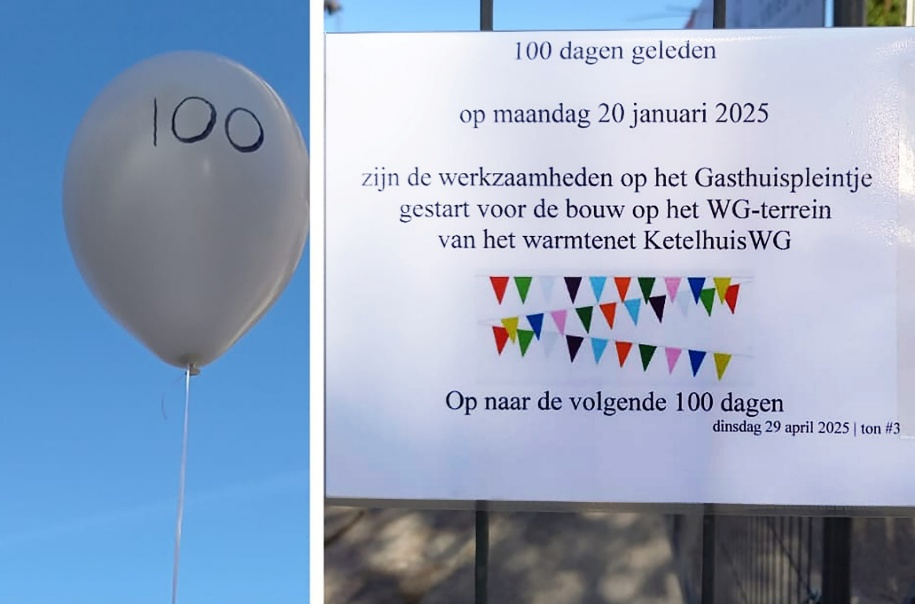 100
100 dagen geleden
op maandag 20 januari 2025
zijn de werkzaamheden op het Gasthuispleintje
gestart voor de bouw op het WG-terrein
van het warmtenet KetelhuisWG
Op naar de volgende 100 dagen
dinsdag 29 april 2025 | ton #3